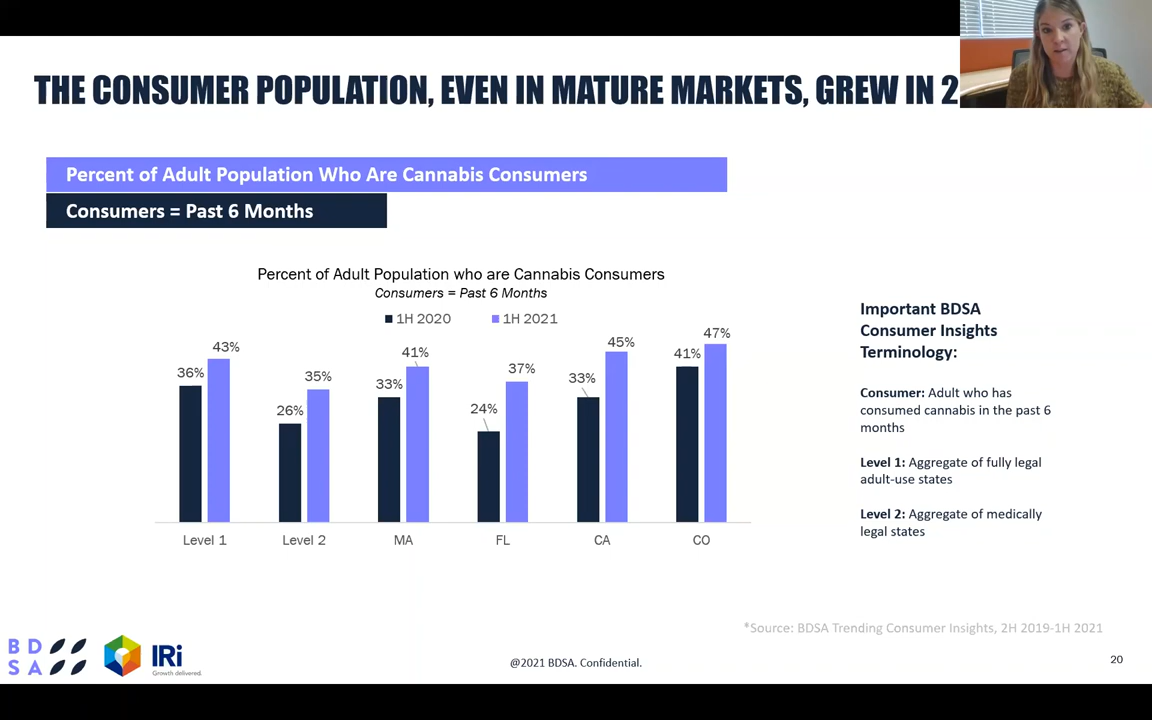 THE CONSUMER POPULATION, EVEN IN MATURE MARKETS, GREW IN 2
Percent of Adult Population Who Are Cannabis Consumers
Consumers = Past 6 Months
Percent of Adult Population who are Cannabis Consumers
Consumers = Past 6 Months
1H 2020
1H 2021
36%
43%
26%
35%
33%
41%
24%
37%
33%
45%
41%
47%
Level 1
Level 2
MA
FL
CA
CO
Important BDSA
Consumer Insights
Terminology:
Consumer: Adult who has
consumed cannabis in the past 6
months
Level 1: Aggregate of fully legal
adult-use states
Level 2: Aggregate of medically
legal states
*Source: BDSA Trending Consumer Insights, 2H 2019-1H 2021
BD
SA
IRi
Growth delivered.
@2021 BDSA. Confidential.
20